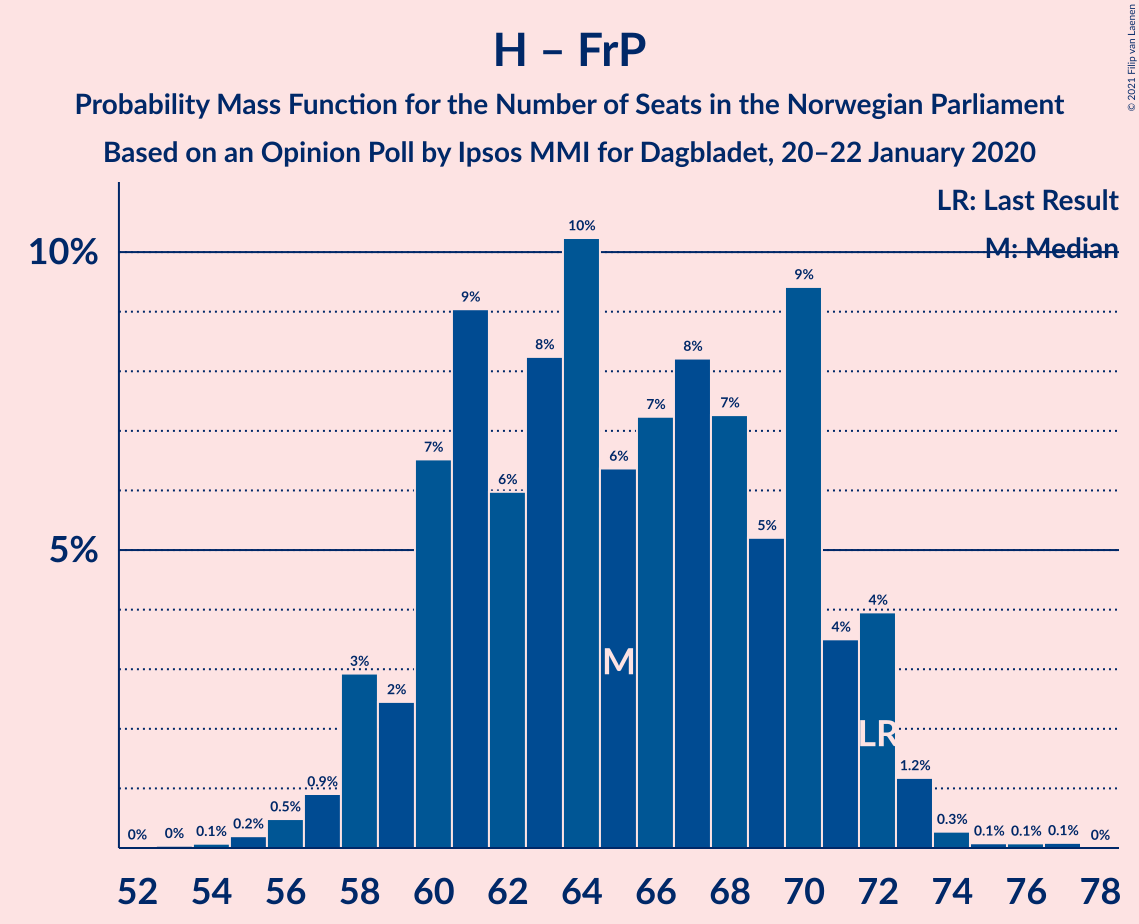 © 2021 Filip van Laenen
H – FrP
Probability Mass Function for the Number of Seats in the Norwegian Parliament
Based on an Opinion Poll by Ipsos MMI for Dagbladet, 20–22 January 2020
LR: Last Result
M: Median
10%
5%
0% 0% 0.1% 0.2% 0.5% 0.9% 3% 2% 7% 9% 6% 8% 10% 6% 7% 8% 7% 5% 9% 4% 4% 1.2% 0.3% 0.1% 0.1% 0.1% 0%
M
LR
52 54 56 58 60 62 64 66 68 70 72 74 76 78